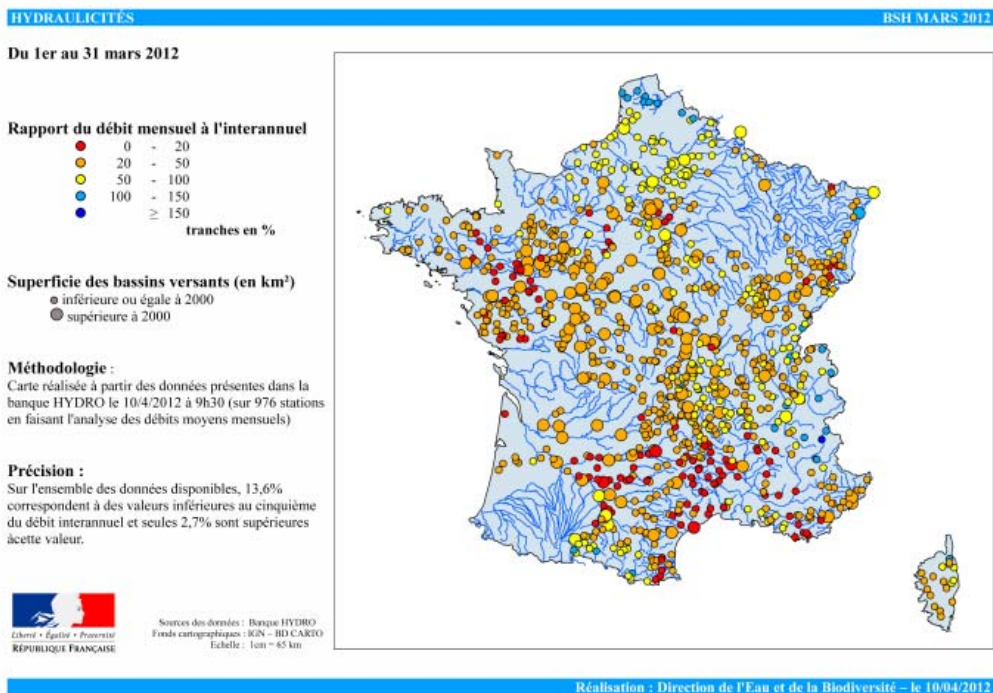 HYDRAULICITÉS
BSH MARS 2012
Du 1er au 31 mars 2012
Rapport du débit mensuel à l'interannuel
0 - 20
20 - 50
50 - 100
100 - 150
≥ 150
tranches en %
Superficie des bassins versants (en km²)
inférieure ou égale à 2000
supérieure à 2000
Méthodologie :
Carte réalisée à partir des données présentes dans la
banque HYDRO le 10/4/2012 à 9h30 (sur 976 stations
en faisant l'analyse des débits moyens mensuels)
Précision :
Sur l'ensemble des données disponibles, 13,6%
correspondent à des valeurs inférieures au cinquième
du débit interannuel et seules 2,7% sont supérieures
àcette valeur.
Liberté • Égalité • Fraternité
RÉPUBLIQUE FRANÇAISE
Sources des données : Banque HYDRO
Fonds cartographiques : IGN - BD CARTO
Echelle : 1cm = 65 km
Réalisation : Direction de l'Eau et de la Biodiversité - le 10/04/2012